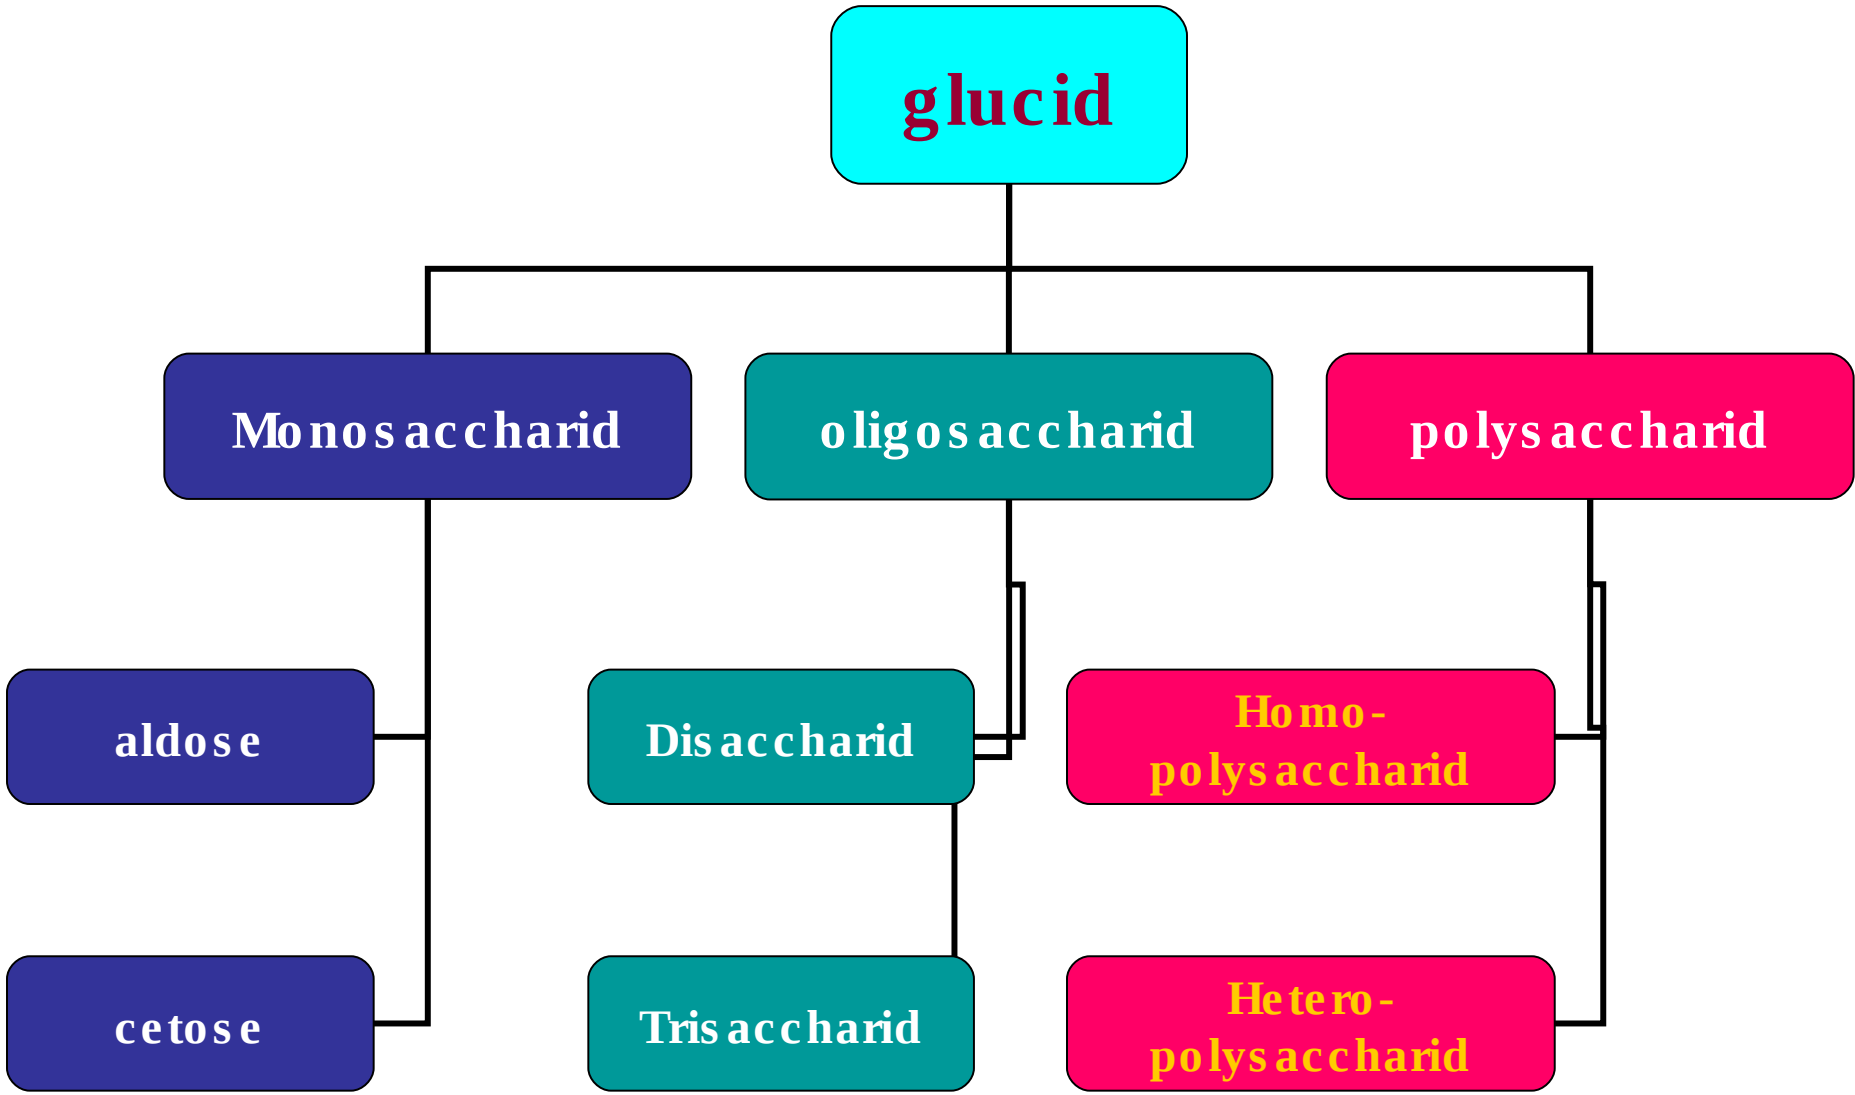 glucid
Monosaccharid
oligosaccharid
polysaccharid
aldose
Disaccharid
Homo-
polysaccharid
cetose
Trisaccharid
Hetero-
polysaccharid